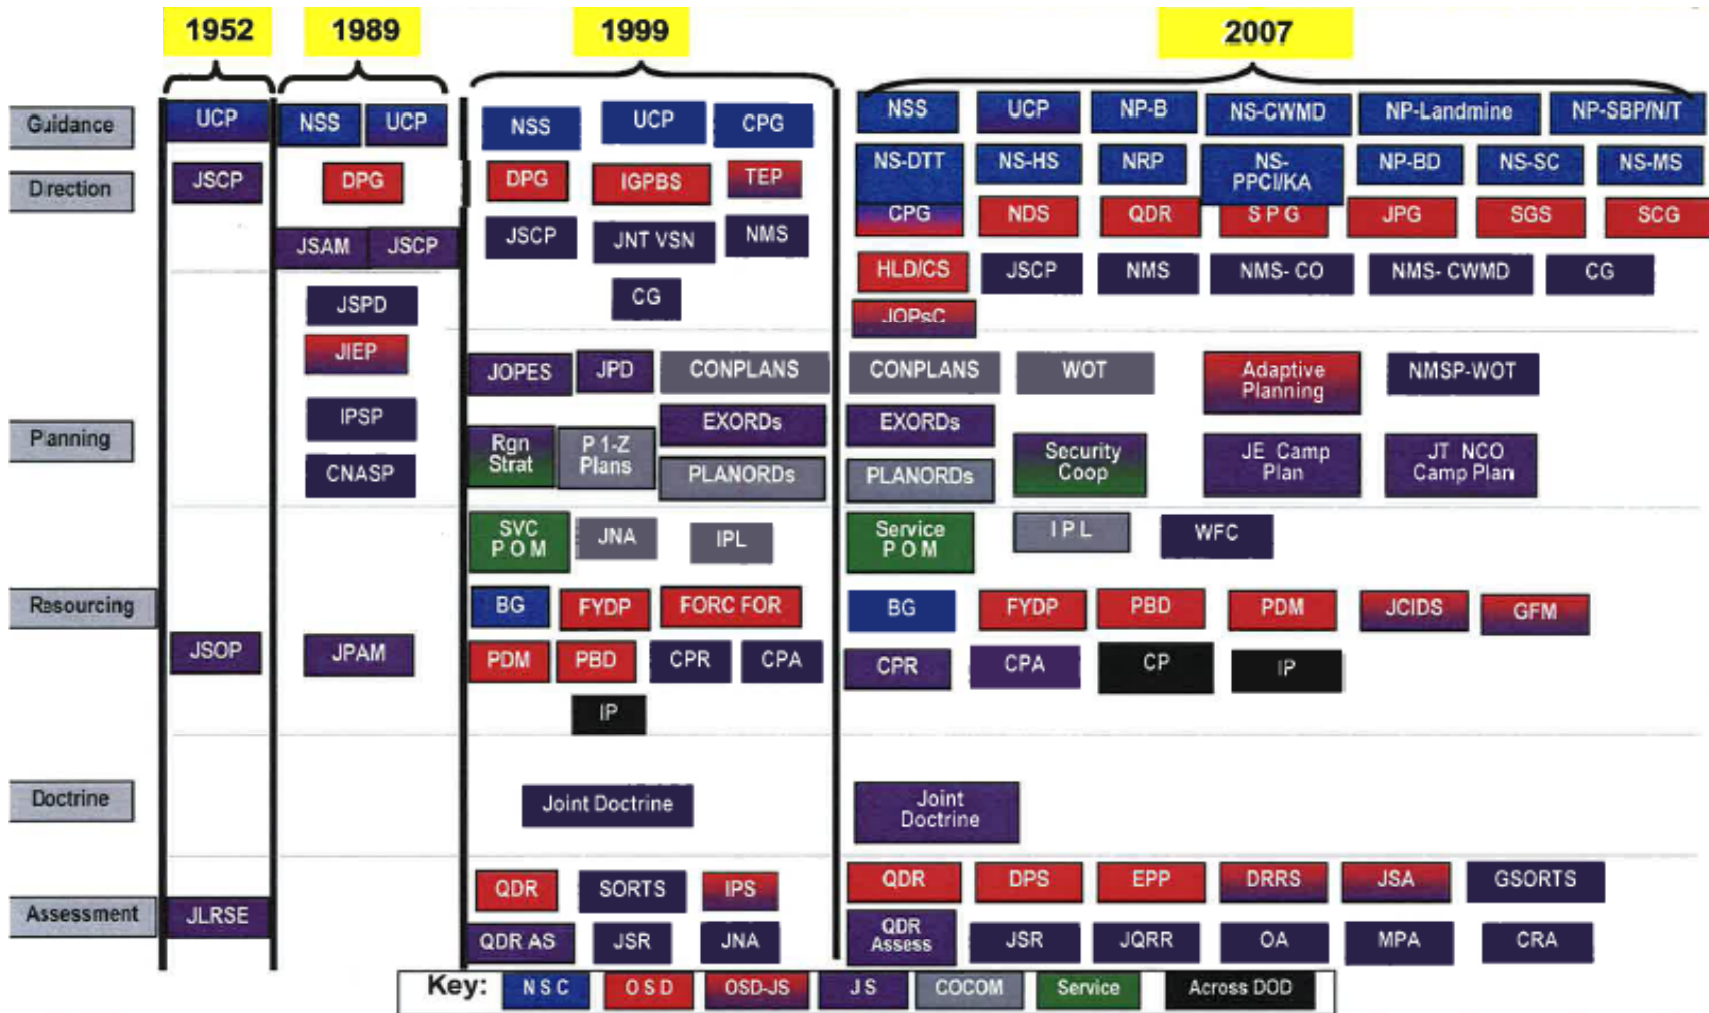 1952 1989 1999 2007
Guidance UCP NSS UCP NSS UCP CPG NSS UCP NP-B NS-CWMD NP-Landmine NP-SBP/N/T
Direction JSCP DPG DPG IGPBS TEP NS-DTT NS-HS NRP NS-
PPCI/KA NP-BD NS-SC NS-MS
CPG NDS QDR S P G JPG SGS SCG
JSAM JSCP JSCP JNT VSN NMS
HLD/CS JSCP NMS NMS- CO NMS- CWMD CG
JSPD CG JOPsC
JIEP JOPES JPD CONPLANS CONPLANS WOT Adaptive
Planning NMSP-WOT
IPSP EXORDs EXORDs
Planning Rgn
Strat P 1-Z
Plans Security
Coop JE Camp
Plan JT NCO
Camp Plan
CNASP PLANORDs PLANORDs
SVC
P O M JNA IPL Service
P O M I P L WFC
Resourcing BG FYDP FORC FOR BG FYDP PBD PDM JCIDS GFM
JSOP JPAM PDM PBD CPR CPA CPR CPA CP IP
IP
Doctrine Joint Doctrine Joint
Doctrine
QDR SORTS IPS QDR DPS EPP DRRS JSA GSORTS
Assessment JLRSE QDR AS JSR JNA QDR
Assess JSR JQRR OA MPA CRA
Key: N S C O S D OSD-JS J S COCOM Service Across DOD